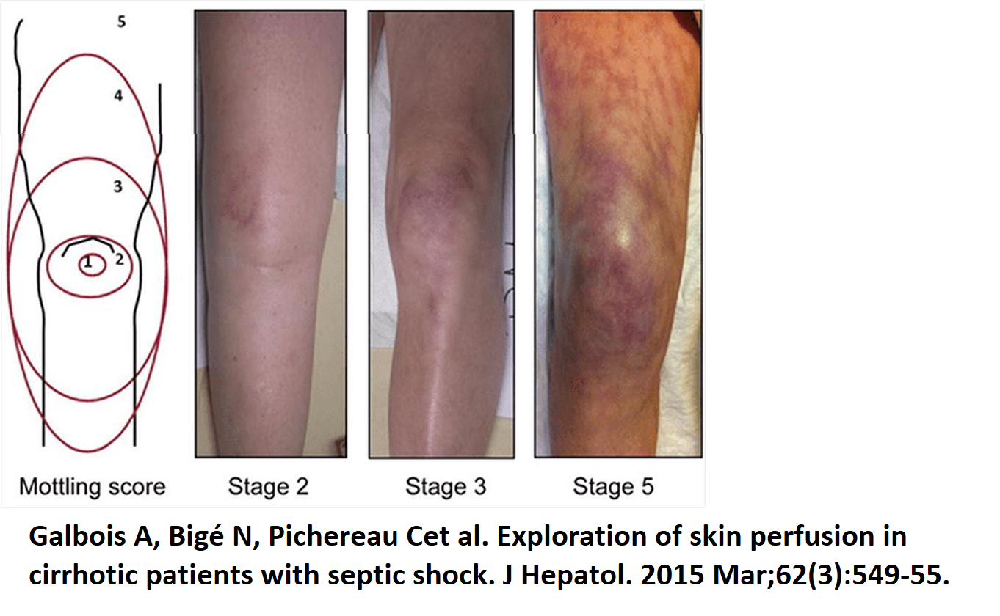 5
4
3
1 2
Mottling score Stage 2 Stage 3 Stage 5
Galbois A, Bigé N, Pichereau Cet al. Exploration of skin perfusion in
cirrhotic patients with septic shock. J Hepatol. 2015 Mar;62(3):549-55.